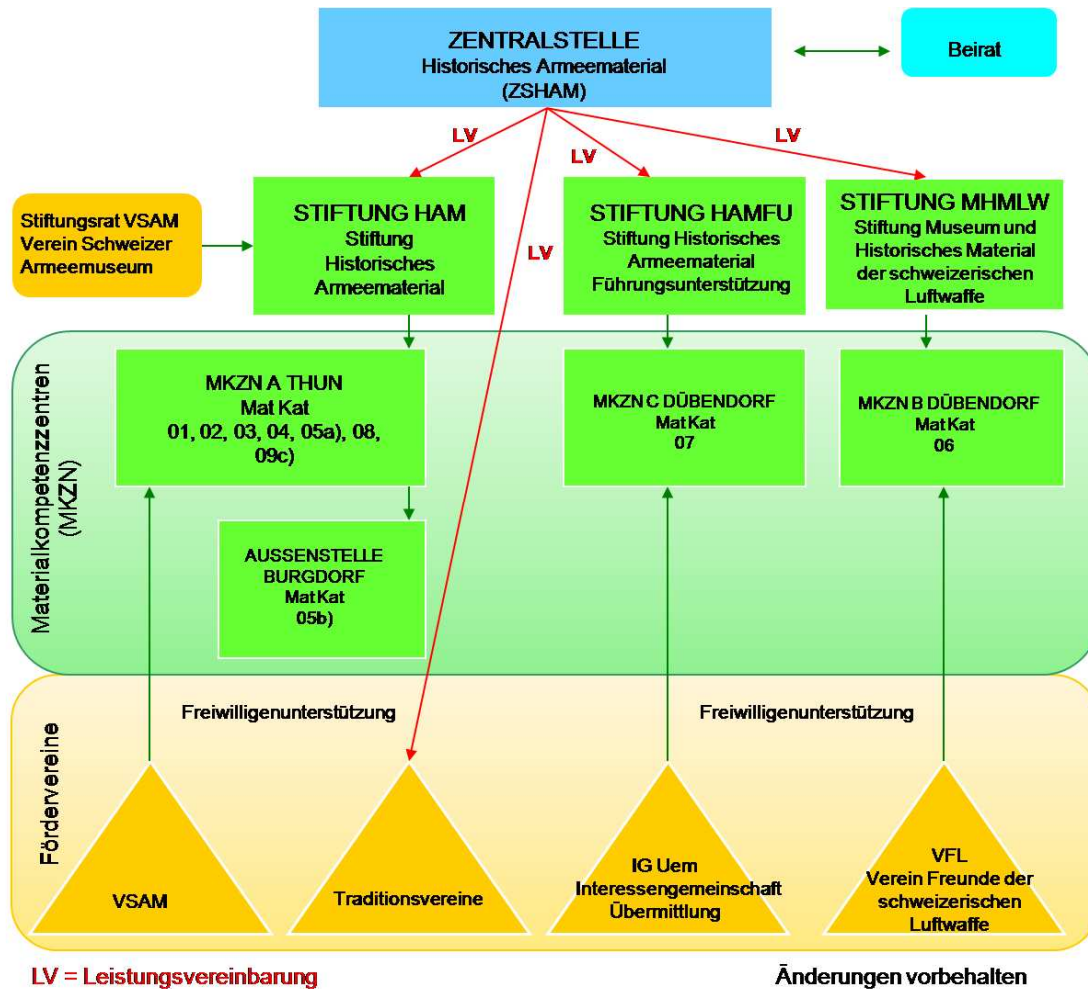 ZENTRALSTELLE
Historisches Armeematerial
(ZSHAM)
Beirat
LV
LV
LV
LV
Stiftungsrat VSAM
Verein Schweizer
Armeemuseum
STIFTUNG HAM
Stiftung
Historisches
Armeematerial
STIFTUNG HAMFU
Stiftung Historisches
Armeematerial
Führungsunterstützung
STIFTUNG MHMLW
Stiftung Museum und
Historisches Material
der schweizerischen
Luftwaffe
Materialkompetenzzentren
(MKZN)
MKZN A THUN
Mat Kat
01, 02, 03, 04, 05a), 08,
09c)
MKZN C DÜBENDORF
Mat Kat
07
MKZN B DÜBENDORF
Mat Kat
06
AUSSENSTELLE
BURGDORF
Mat Kat
05b)
Fördervereine
Freiwilligenunterstützung
Freiwilligenunterstützung
VSAM
Traditionsvereine
IG Uem
Interessengemeinschaft
Übermittlung
VFL
Verein Freunde der
schweizerischen
Luftwaffe
LV = Leistungsvereinbarung
Änderungen vorbehalten